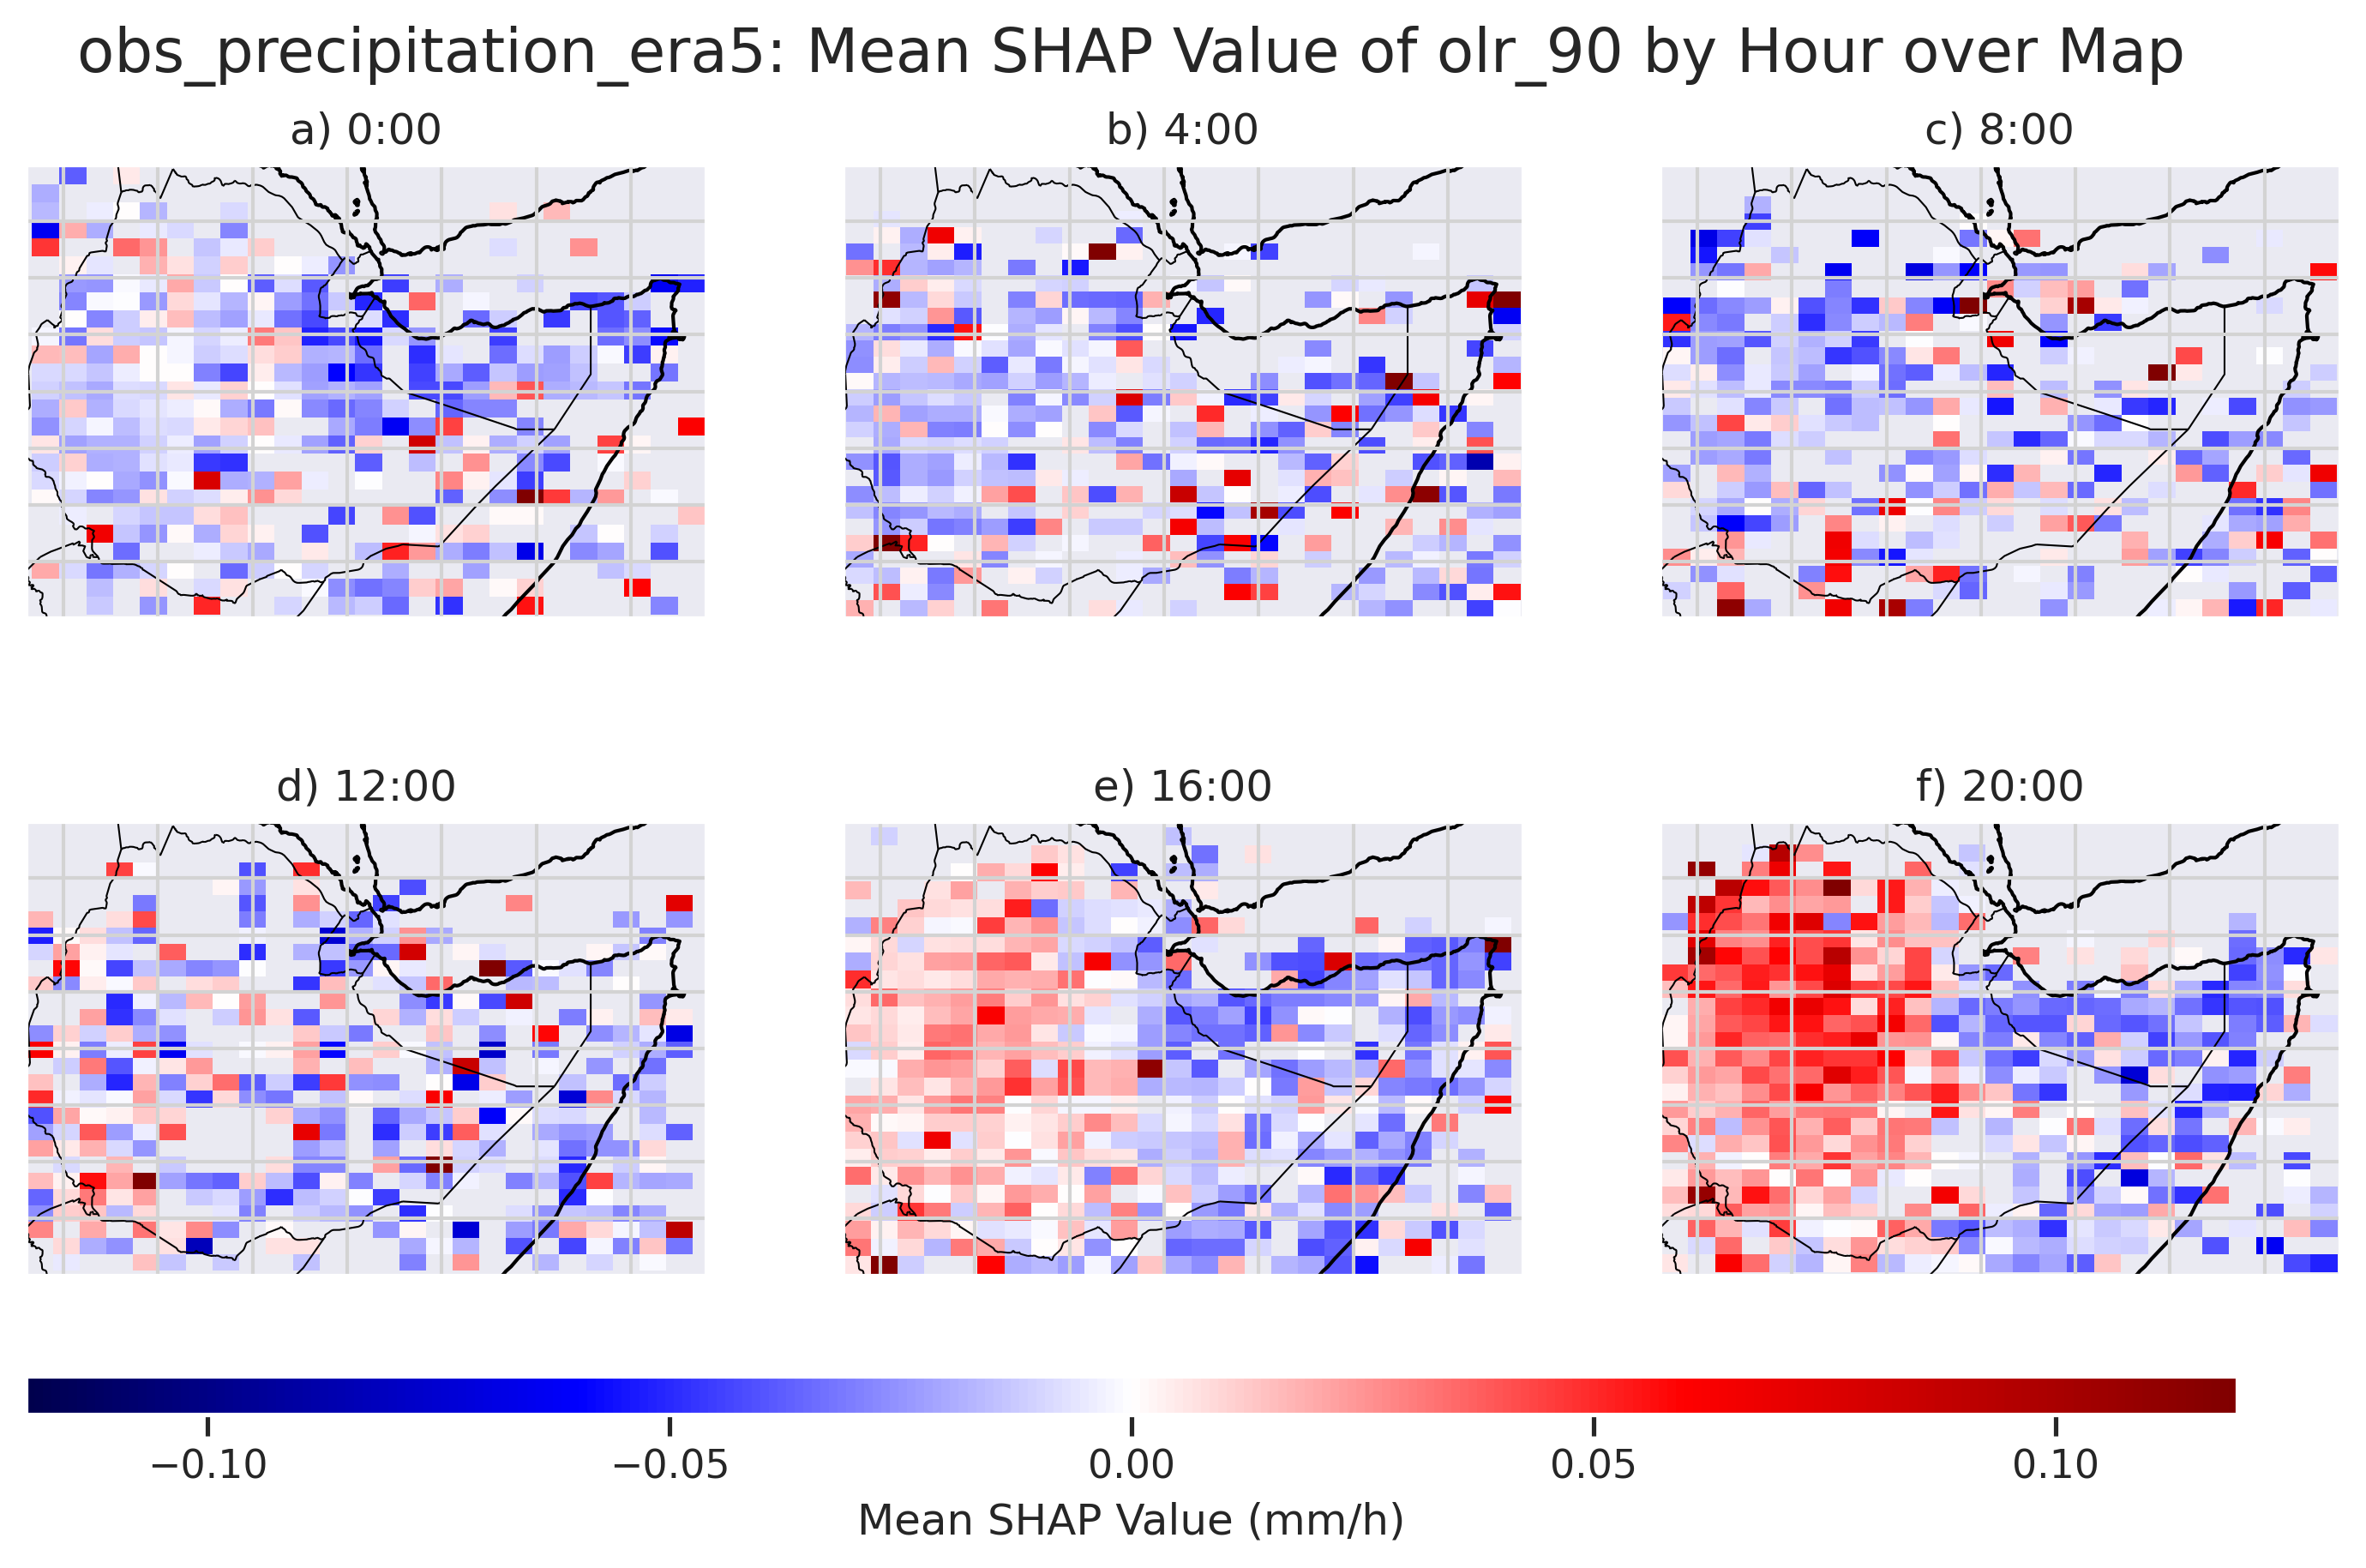 obs_precipitation_era5: Mean SHAP Value of olr_90 by Hour over Map
a) 0:00
b) 4:00
c) 8:00
d) 12:00
e) 16:00
f) 20:00
−0.10
−0.05
0.00
0.05
0.10
Mean SHAP Value (mm/h)